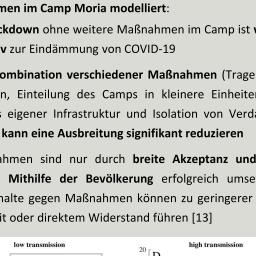 men im Camp Moria modelliert:
ckdown ohne weitere Maßnahmen im Camp ist
v zur Eindämmung von COVID-19
ombination verschiedener Maßnahmen (Trage
n, Einteilung des Camps in kleinere Einheite
s eigener Infrastruktur und Isolation von Verda
kann eine Ausbreitung signifikant reduzieren
ahmen sind nur durch breite Akzeptanz und
Mithilfe der Bevölkerung erfolgreich umse
halte gegen Maßnahmen können zu geringerer
it oder direktem Widerstand führen [13]
low transmission high transmission
20 D